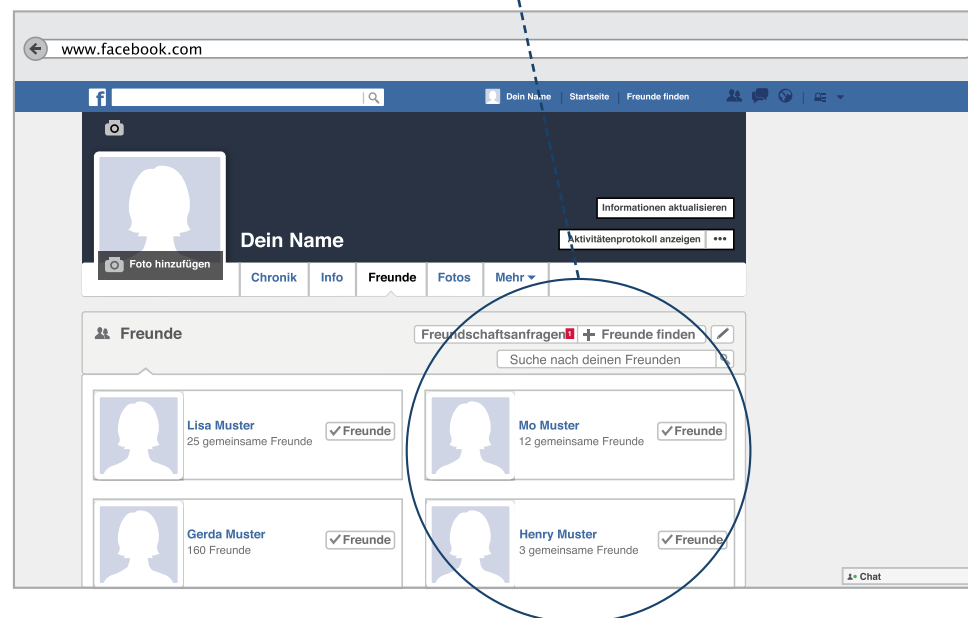 www.facebook.com
f
Dein Name | Startseite | Freunde finden
Informationen aktualisieren
Dein Name
Aktivitätenprotokoll anzeigen •••
Foto hinzufügen
Chronik Info Freunde Fotos Mehr
Freunde
Freundschaftsanfragen 1 + Freunde finden
Suche nach deinen Freunden
Lisa Muster
25 gemeinsame Freunde
Freunde
Mo Muster
12 gemeinsame Freunde
Freunde
Gerda Muster
160 Freunde
Freunde
Henry Muster
3 gemeinsame Freunde
Freunde
Chat